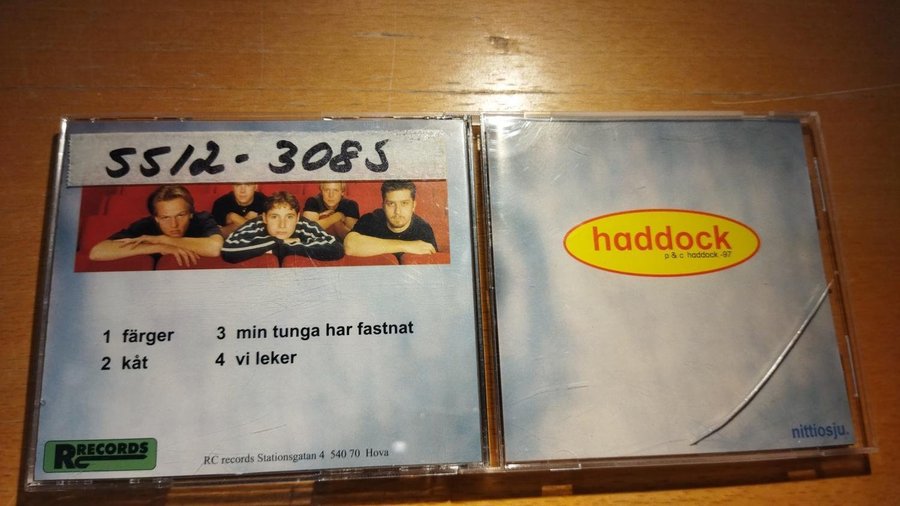 5512-3085
1 färger
2 kåt
3 min tunga har fastnat
4 vi leker
RC RECORDS
RC records Stationsgatan 4 540 70 Hova
haddock
p & c haddock -97
nittiosju.